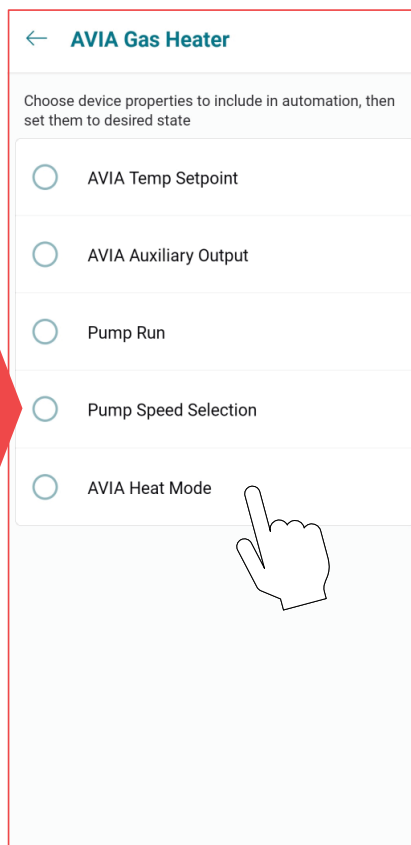 AVIA Gas Heater
Choose device properties to include in automation, then
set them to desired state
AVIA Temp Setpoint
AVIA Auxiliary Output
Pump Run
Pump Speed Selection
AVIA Heat Mode